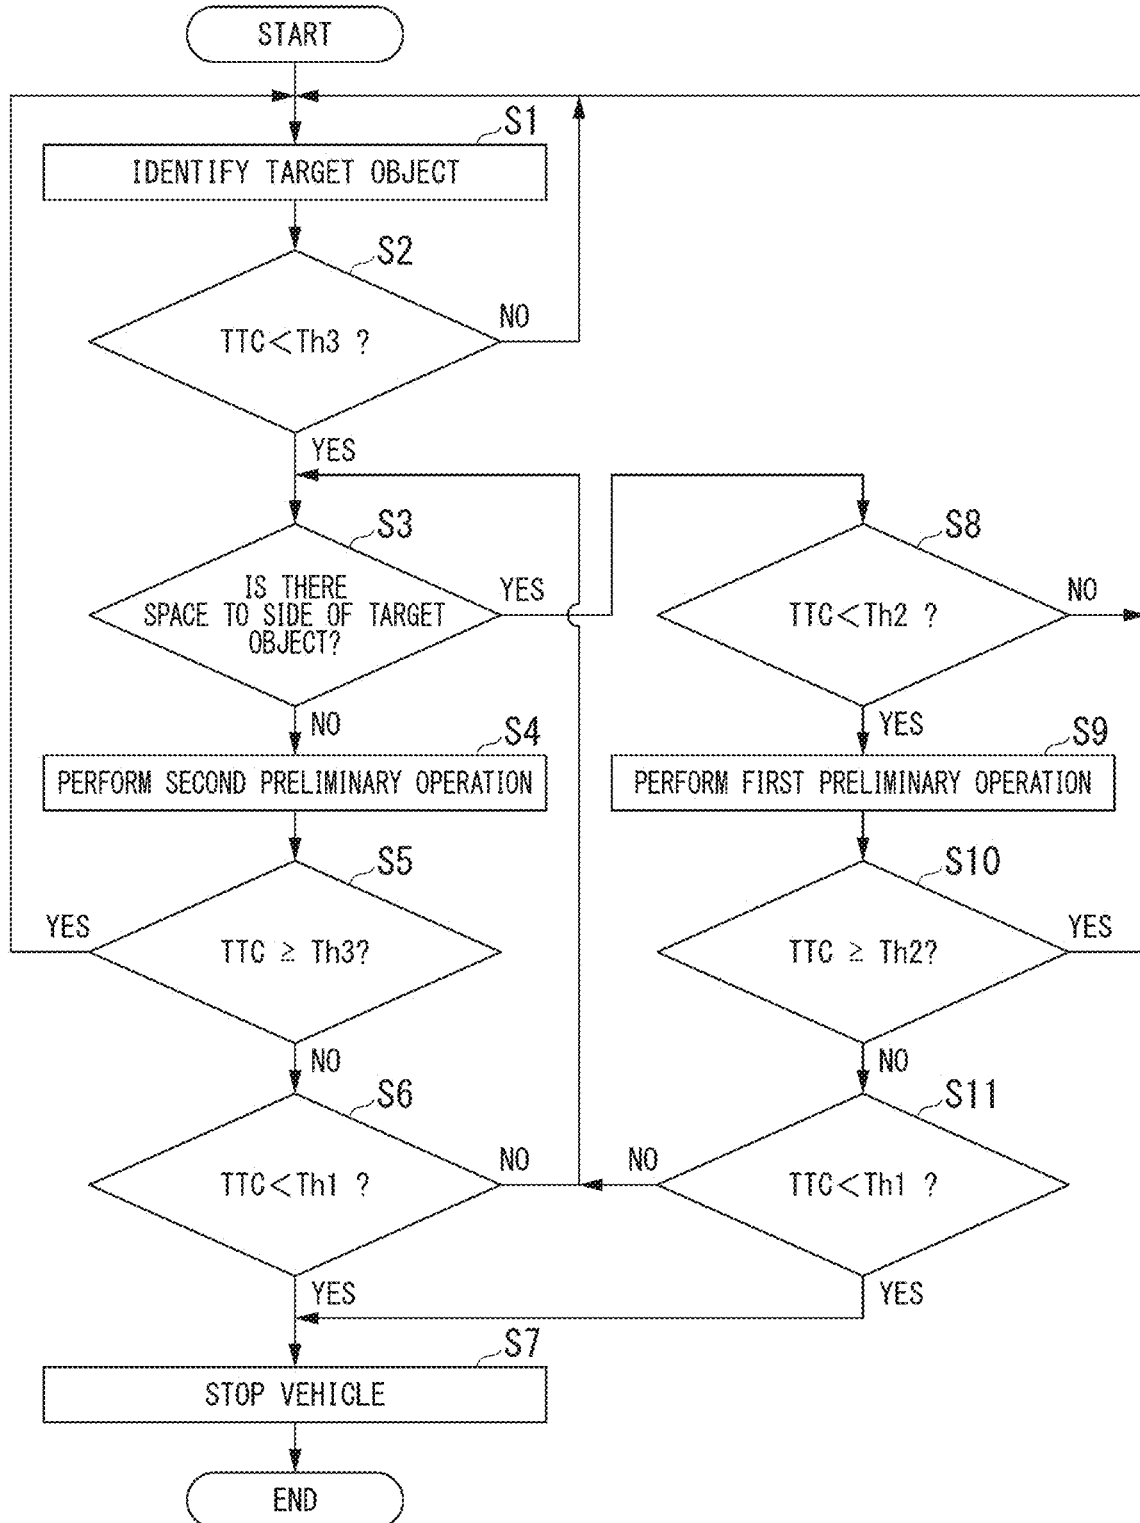 START
S1
IDENTIFY TARGET OBJECT
S2
TTC<Th3 ?
NO
YES
S3
IS THERE
SPACE TO SIDE OF TARGET
OBJECT?
YES
NO
S4
PERFORM SECOND PRELIMINARY OPERATION
S5
TTC ≥ Th3?
YES
NO
S6
TTC<Th1 ?
NO
YES
S7
STOP VEHICLE
END
S8
TTC<Th2 ?
NO
YES
S9
PERFORM FIRST PRELIMINARY OPERATION
S10
TTC ≥ Th2?
YES
NO
S11
TTC<Th1 ?
NO
YES